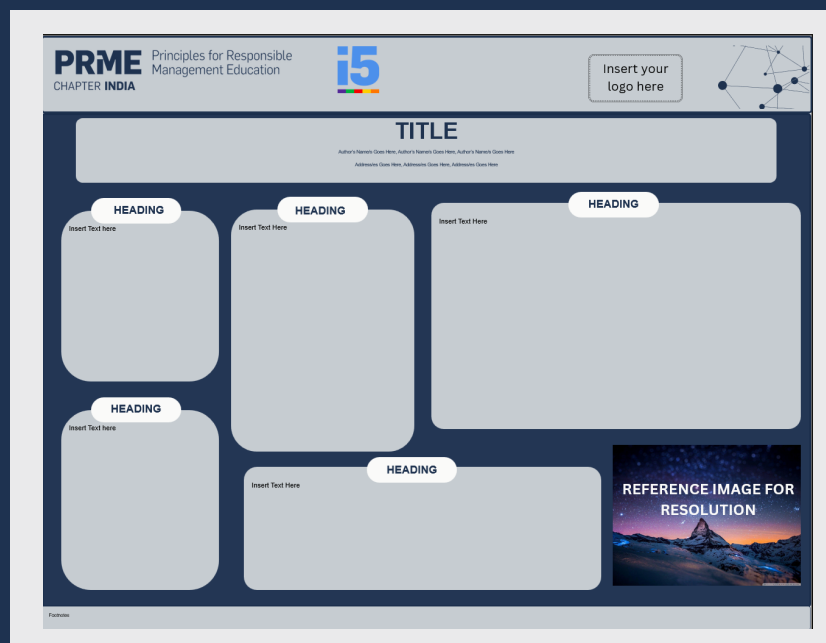 PRME
CHAPTER INDIA
Principles for Responsible
Management Education
i5
Insert your
logo here
TITLE
Author's Name/s Goes Here, Author's Name/s Goes Here, Author's Name/s Goes Here
Address/es Goes Here, Address/es Goes Here, Address/es Goes Here
HEADING
Insert Text here
HEADING
Insert Text Here
HEADING
Insert Text Here
HEADING
Insert Text here
HEADING
Insert Text Here
REFERENCE IMAGE FOR
RESOLUTION
Footnotes